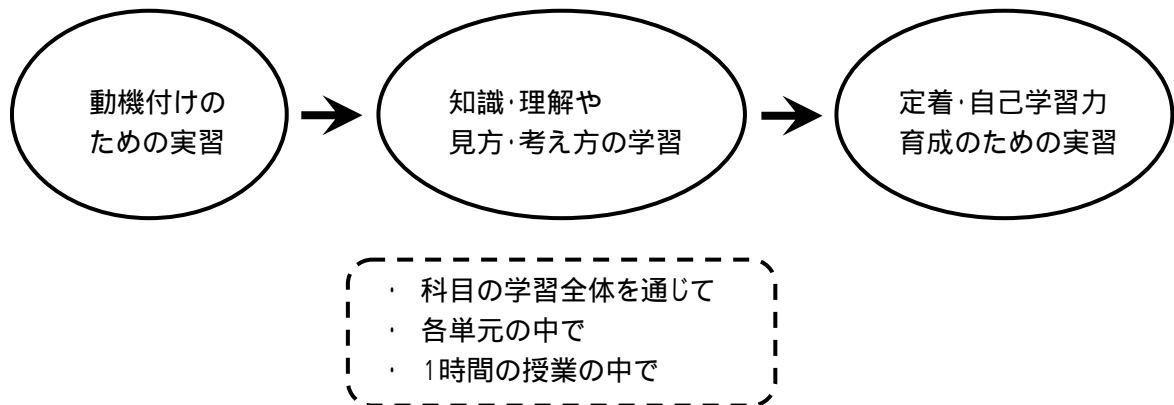 動機付けの
ための実習
知識・理解や
見方・考え方の学習
定着・自己学習力
育成のための実習
・ 科目の学習全体を通じて
・ 各単元の中で
・ 1時間の授業の中で